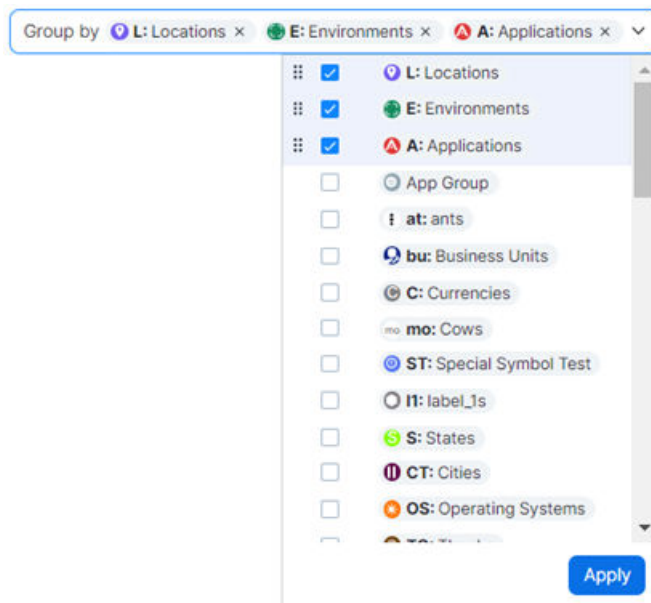 Group by L: Locations × E: Environments × A: Applications ×
L: Locations
E: Environments
A: Applications
App Group
at: ants
bu: Business Units
C: Currencies
mo mo: Cows
ST: Special Symbol Test
l1: label_1s
S: States
CT: Cities
OS: Operating Systems
Apply